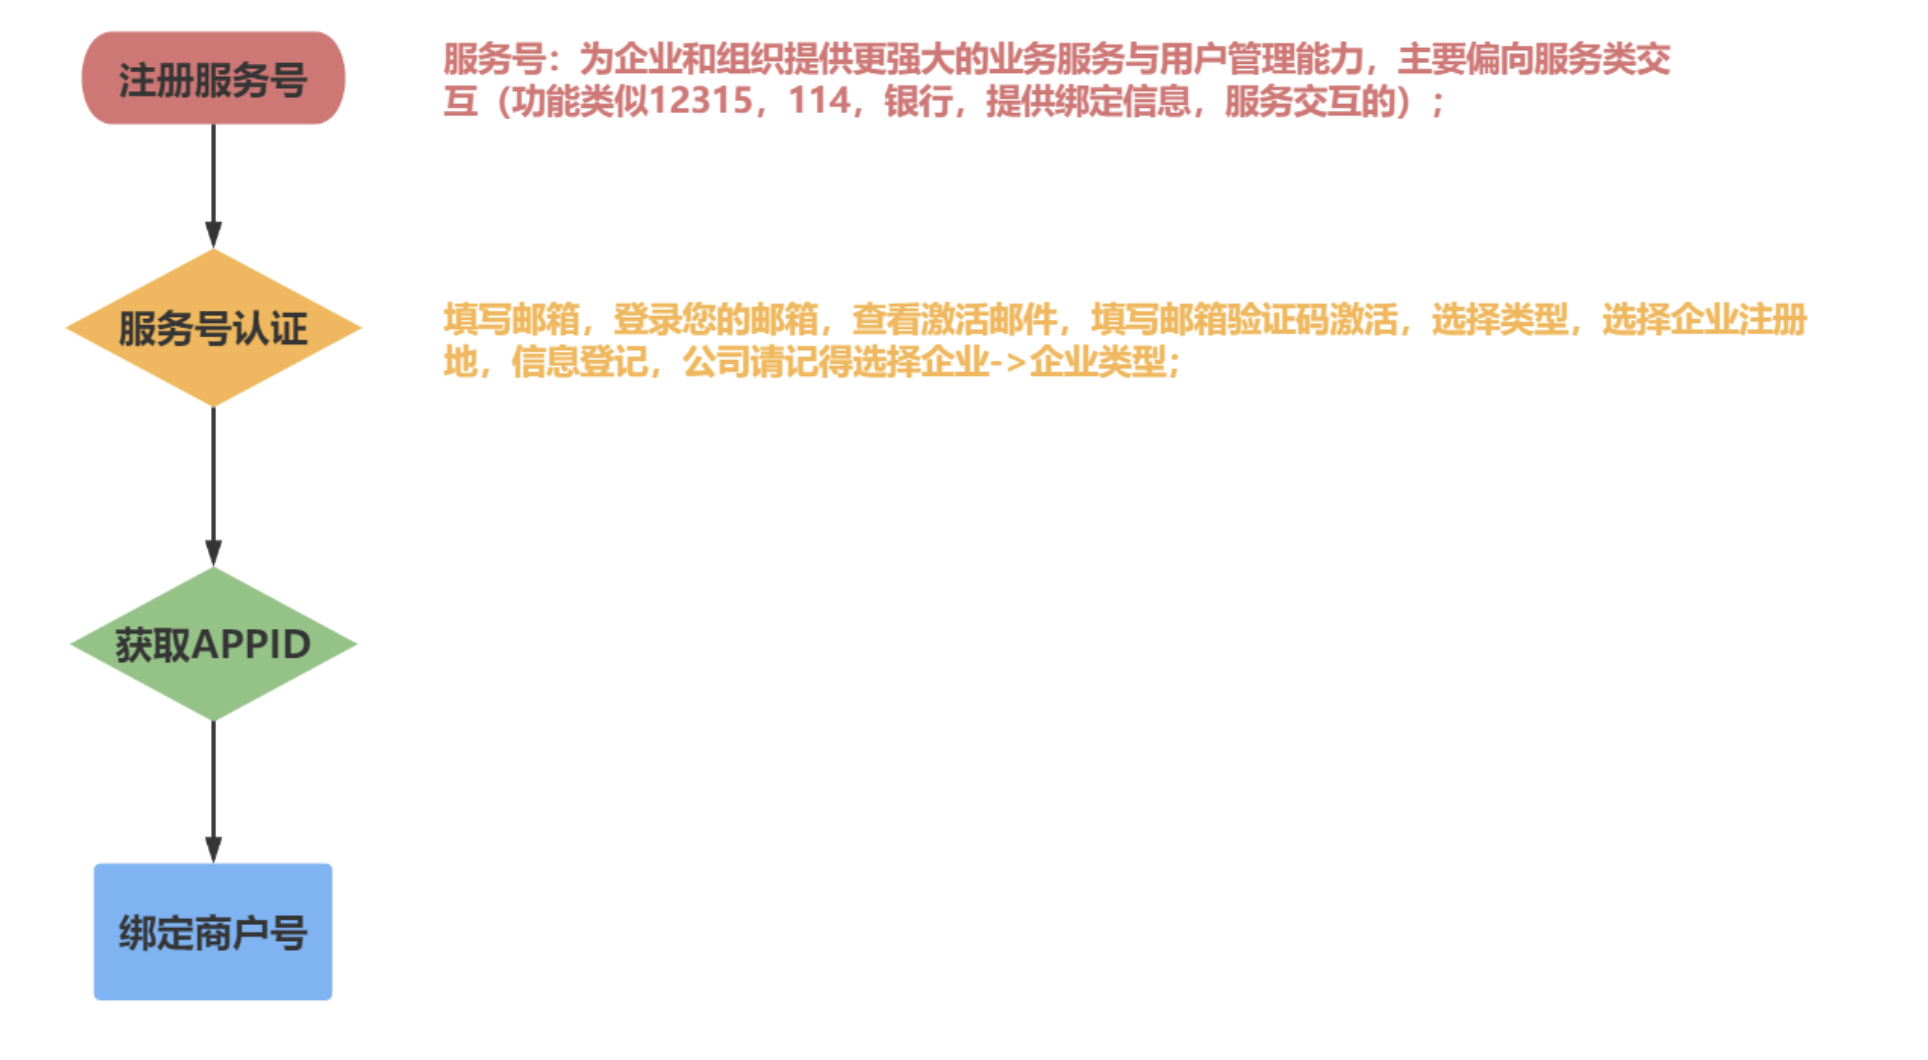 注册服务号
服务号：为企业和组织提供更强大的业务服务与用户管理能力，主要偏向服务类交
互（功能类似12315，114，银行，提供绑定信息，服务交互的）；
服务号认证
填写邮箱，登录您的邮箱，查看激活邮件，填写邮箱验证码激活，选择类型，选择企业注册
地，信息登记，公司请记得选择企业->企业类型；
获取APPID
绑定商户号